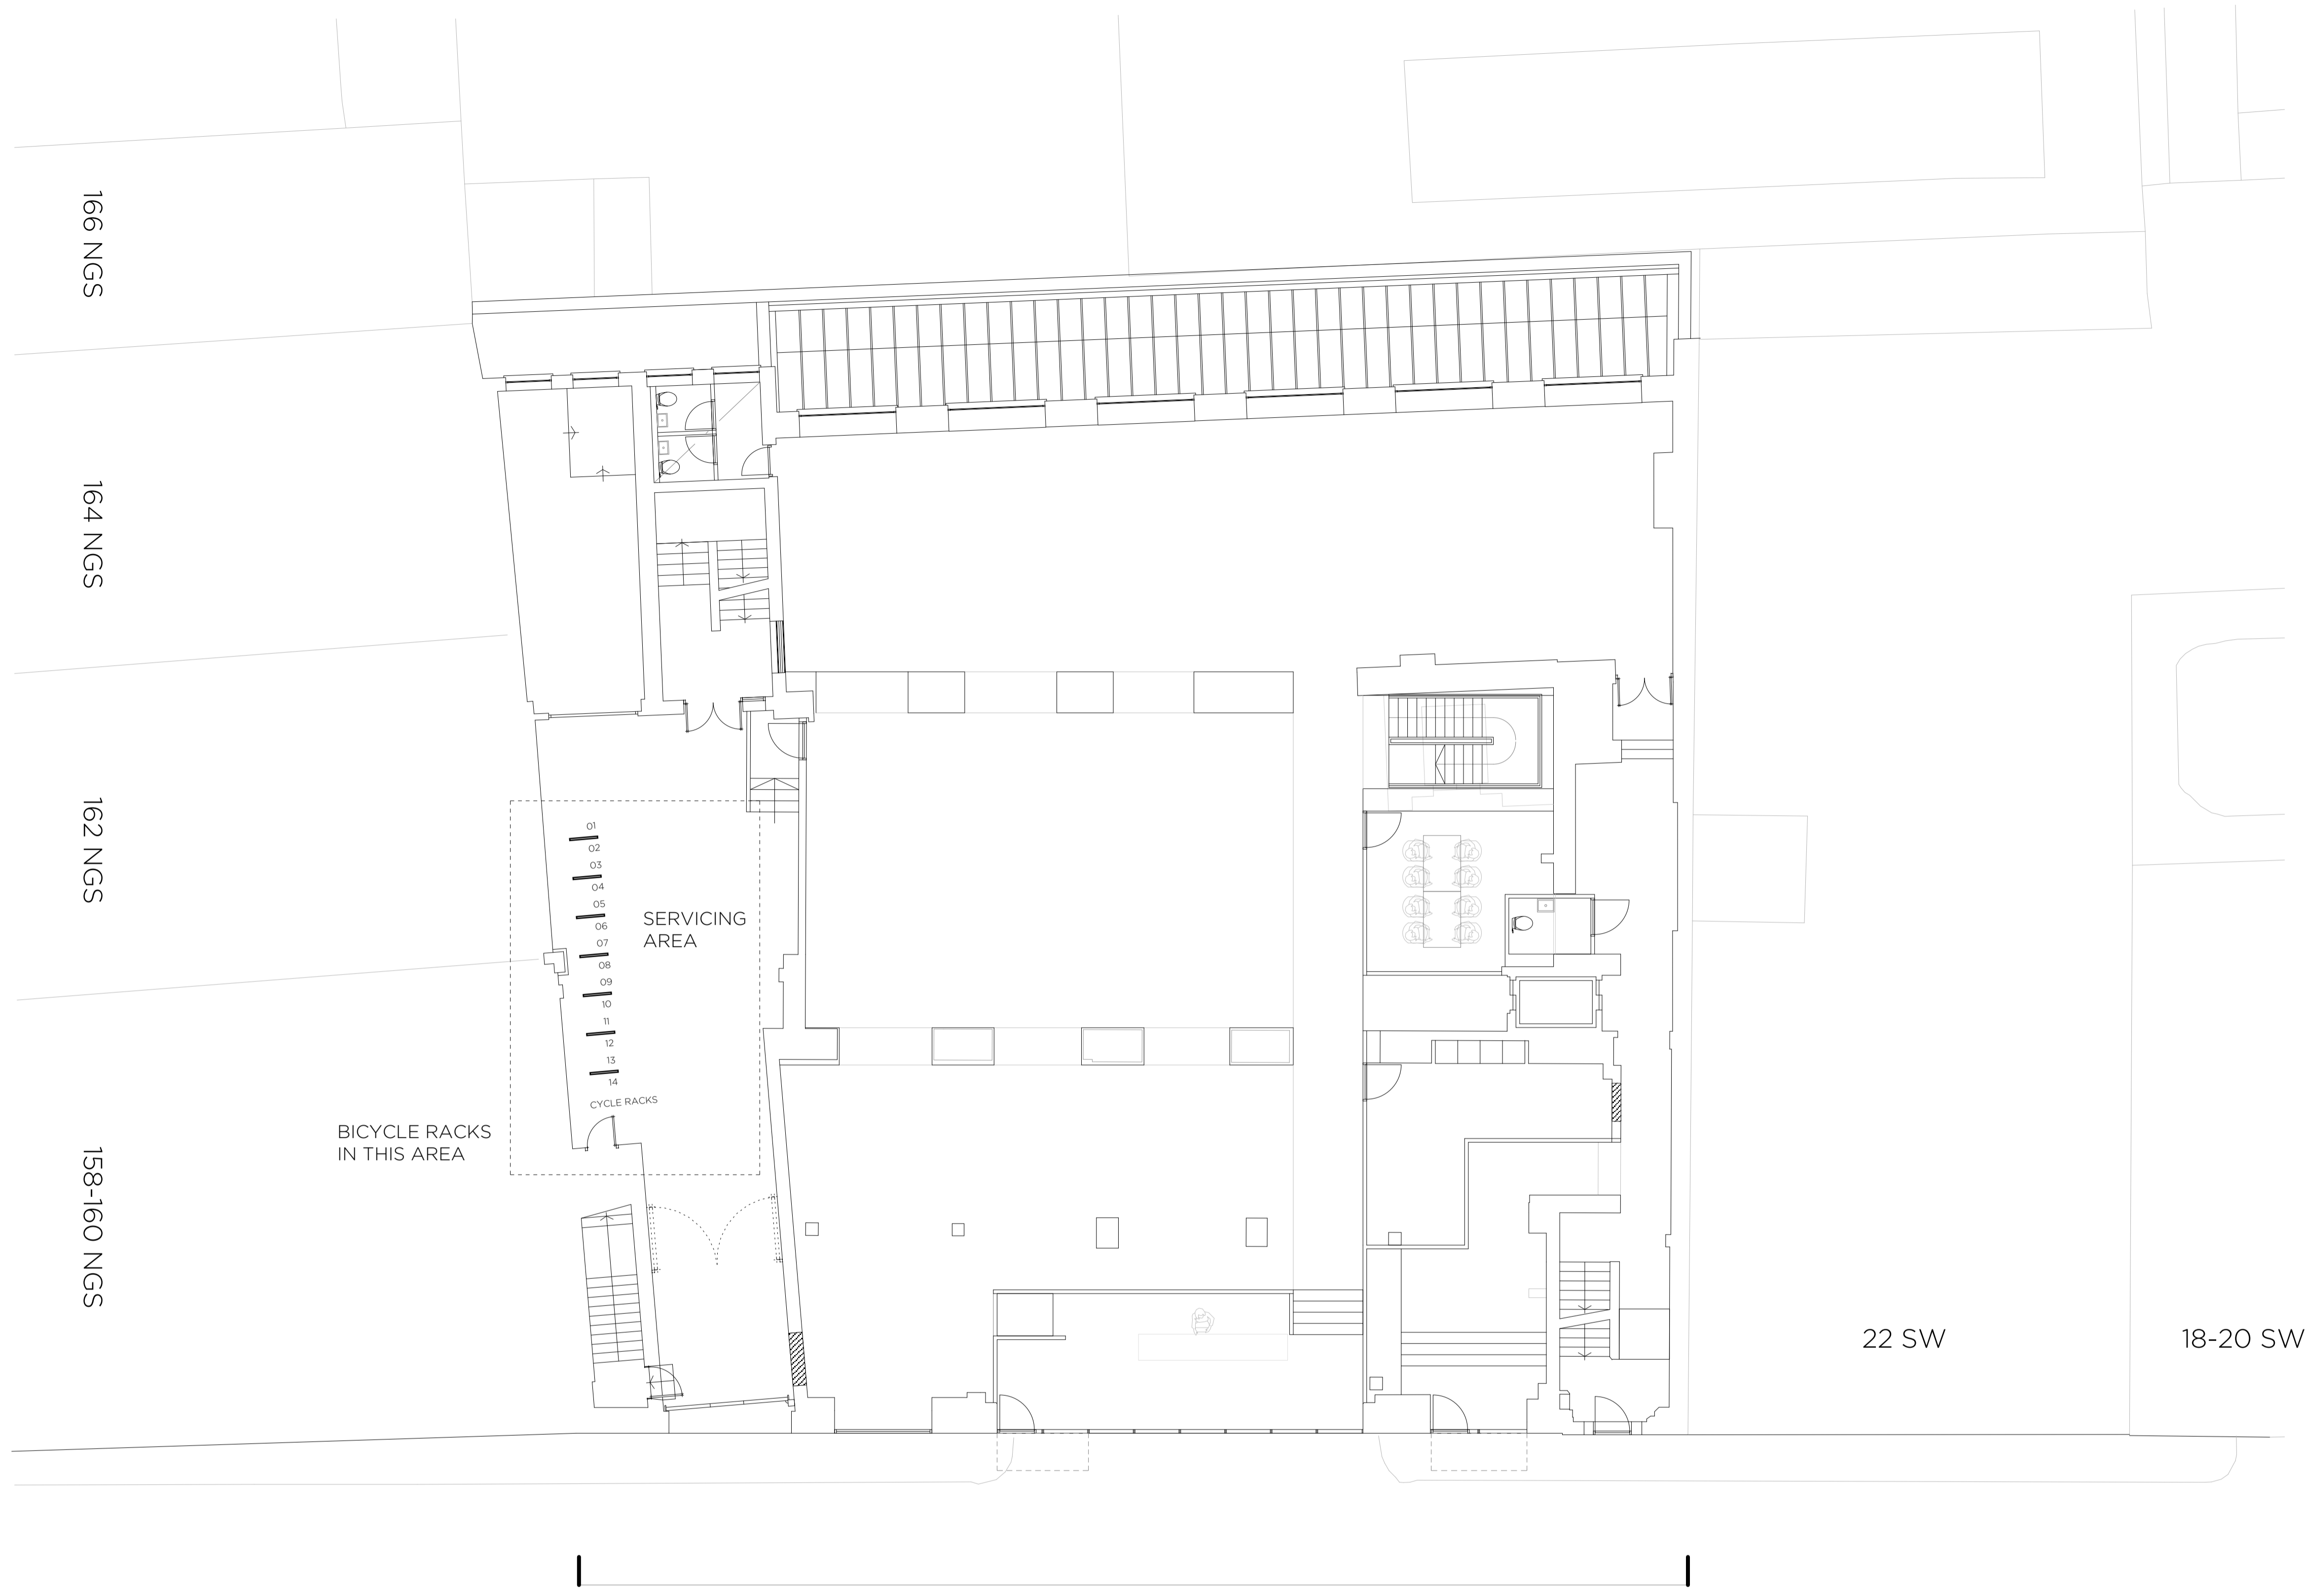 166 NGS
164 NGS
162 NGS
158-160 NGS
01
02
03
04
05
06
07
08
09
10
11
12
13
14
CYCLE RACKS
SERVICING
AREA
BICYCLE RACKS
IN THIS AREA
22 SW
18-20 SW